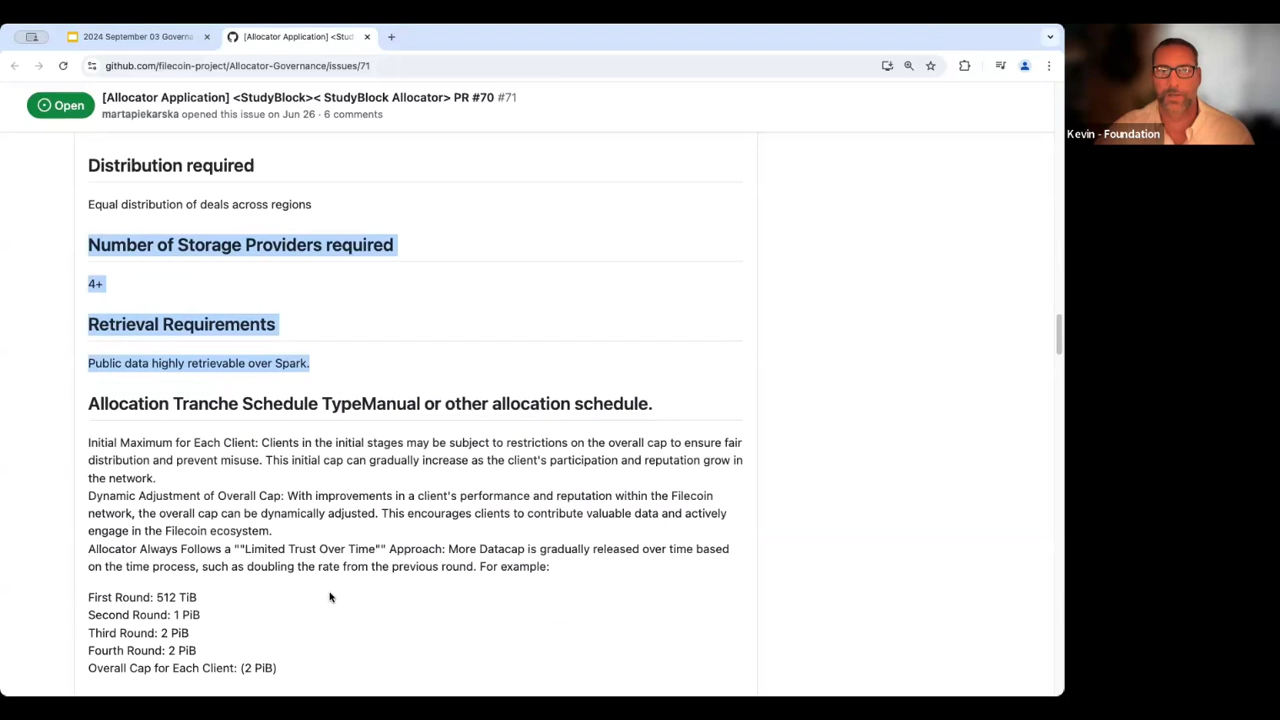 2024 September 03 Governa
[Allocator Application] <Stud
github.com/filecoin-project/Allocator-Governance/issues/71
Open
[Allocator Application] <StudyBlock>< StudyBlock Allocator> PR #70 #71
martapiekarska opened this issue on Jun 26 · 6 comments
Kevin - Foundation
Distribution required
Equal distribution of deals across regions
Number of Storage Providers required
4+
Retrieval Requirements
Public data highly retrievable over Spark.
Allocation Tranche Schedule TypeManual or other allocation schedule.
Initial Maximum for Each Client: Clients in the initial stages may be subject to restrictions on the overall cap to ensure fair
distribution and prevent misuse. This initial cap can gradually increase as the client's participation and reputation grow in
the network.
Dynamic Adjustment of Overall Cap: With improvements in a client's performance and reputation within the Filecoin
network, the overall cap can be dynamically adjusted. This encourages clients to contribute valuable data and actively
engage in the Filecoin ecosystem.
Allocator Always Follows a ""Limited Trust Over Time"" Approach: More Datacap is gradually released over time based
on the time process, such as doubling the rate from the previous round. For example:
First Round: 512 TiB
Second Round: 1 PiB
Third Round: 2 PiB
Fourth Round: 2 PiB
Overall Cap for Each Client: (2 PiB)